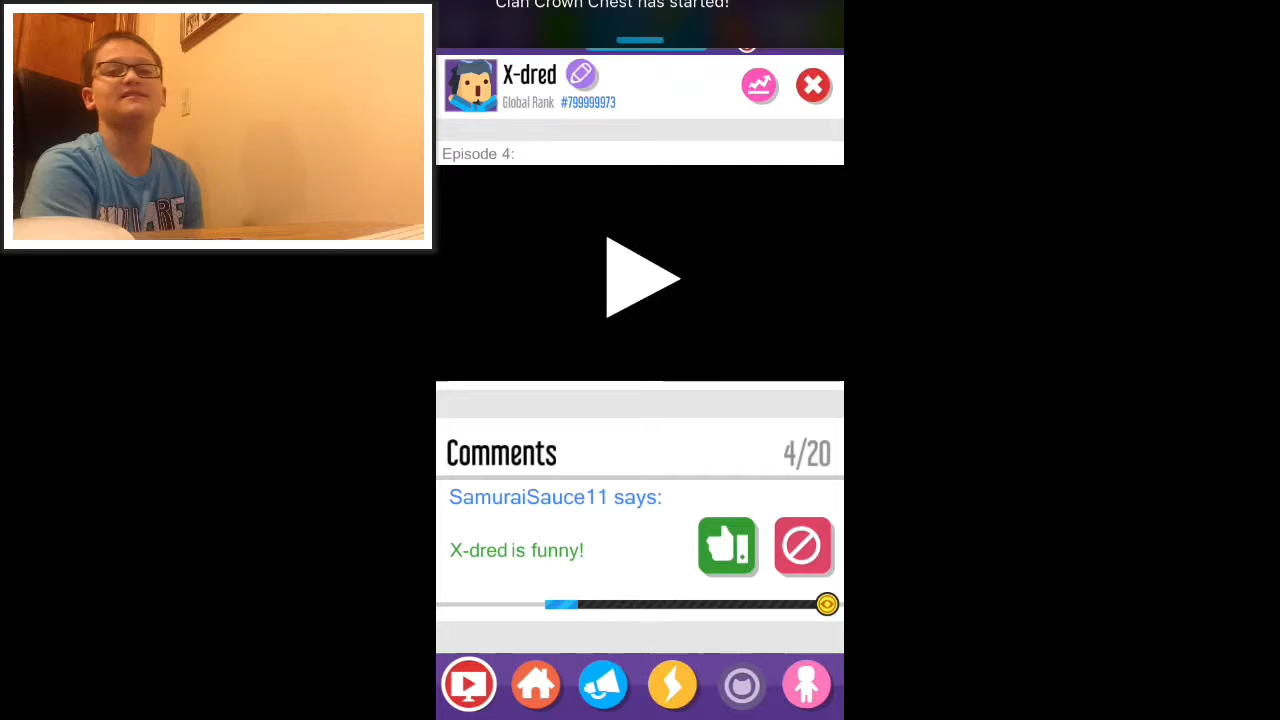 Clan Crown Chest has started!
X-dred
Global Rank #799999973
Episode 4:
Comments 4/20
SamuraiSauce11 says:
X-dred is funny!